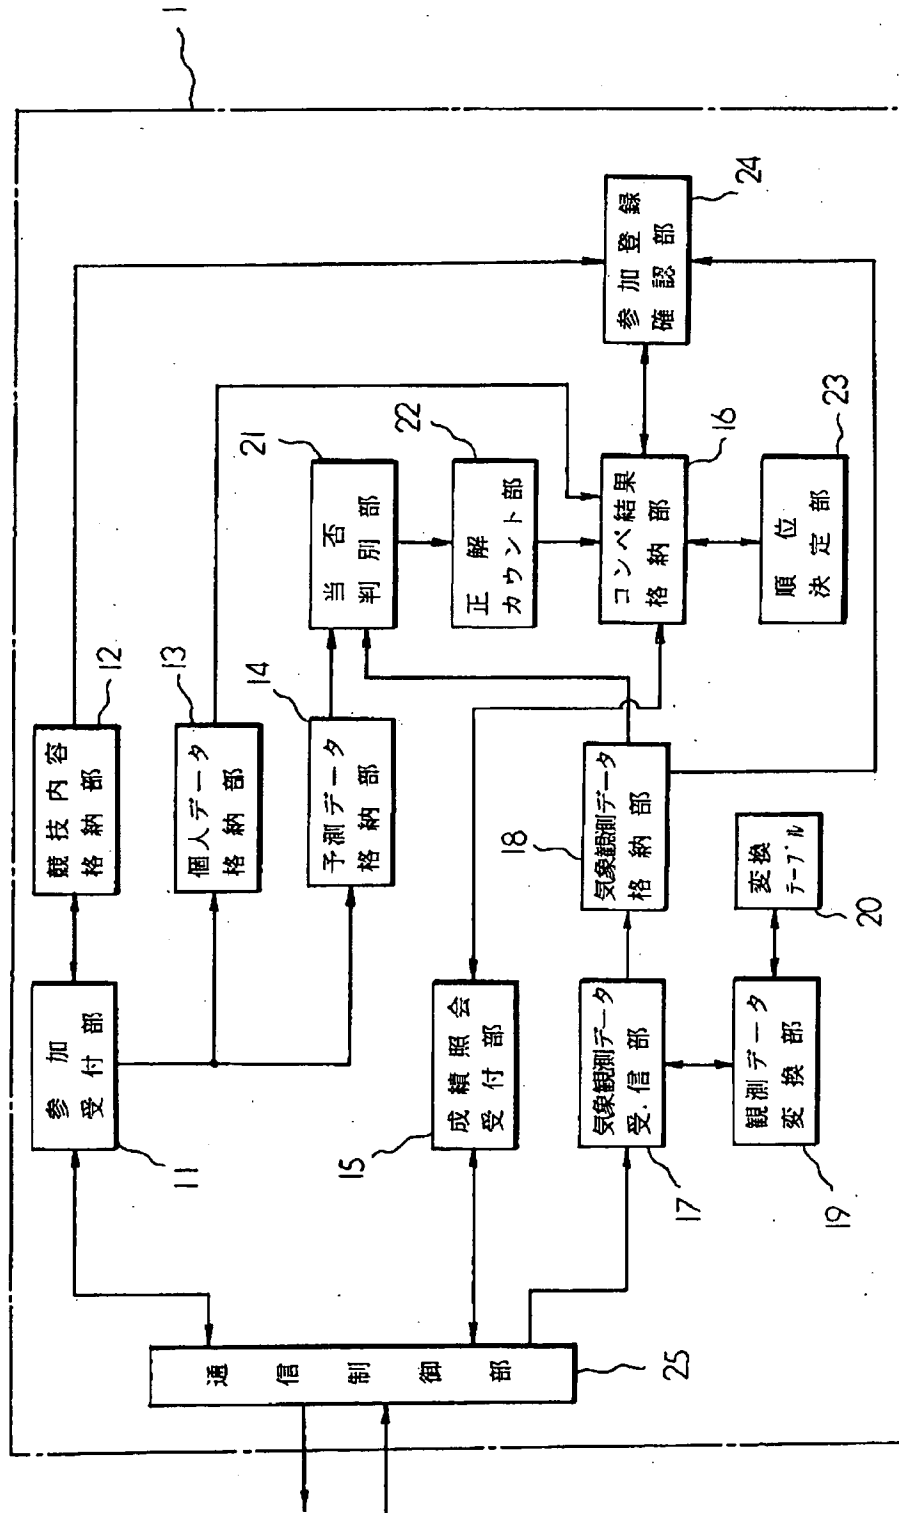 1
競技内容
格納部
12
個人データ
格納部
13
予測データ
格納部
14
参加
受付部
11
当否
判別部
21
正解
カウント部
22
コンペ結果
格納部
16
参加登録
確認部
24
順位
決定部
23
成績照会
受付部
15
気象観測データ
格納部
18
気象観測データ
受信部
17
変換
テーブル
20
観測データ
変換部
19
通信制御部
25